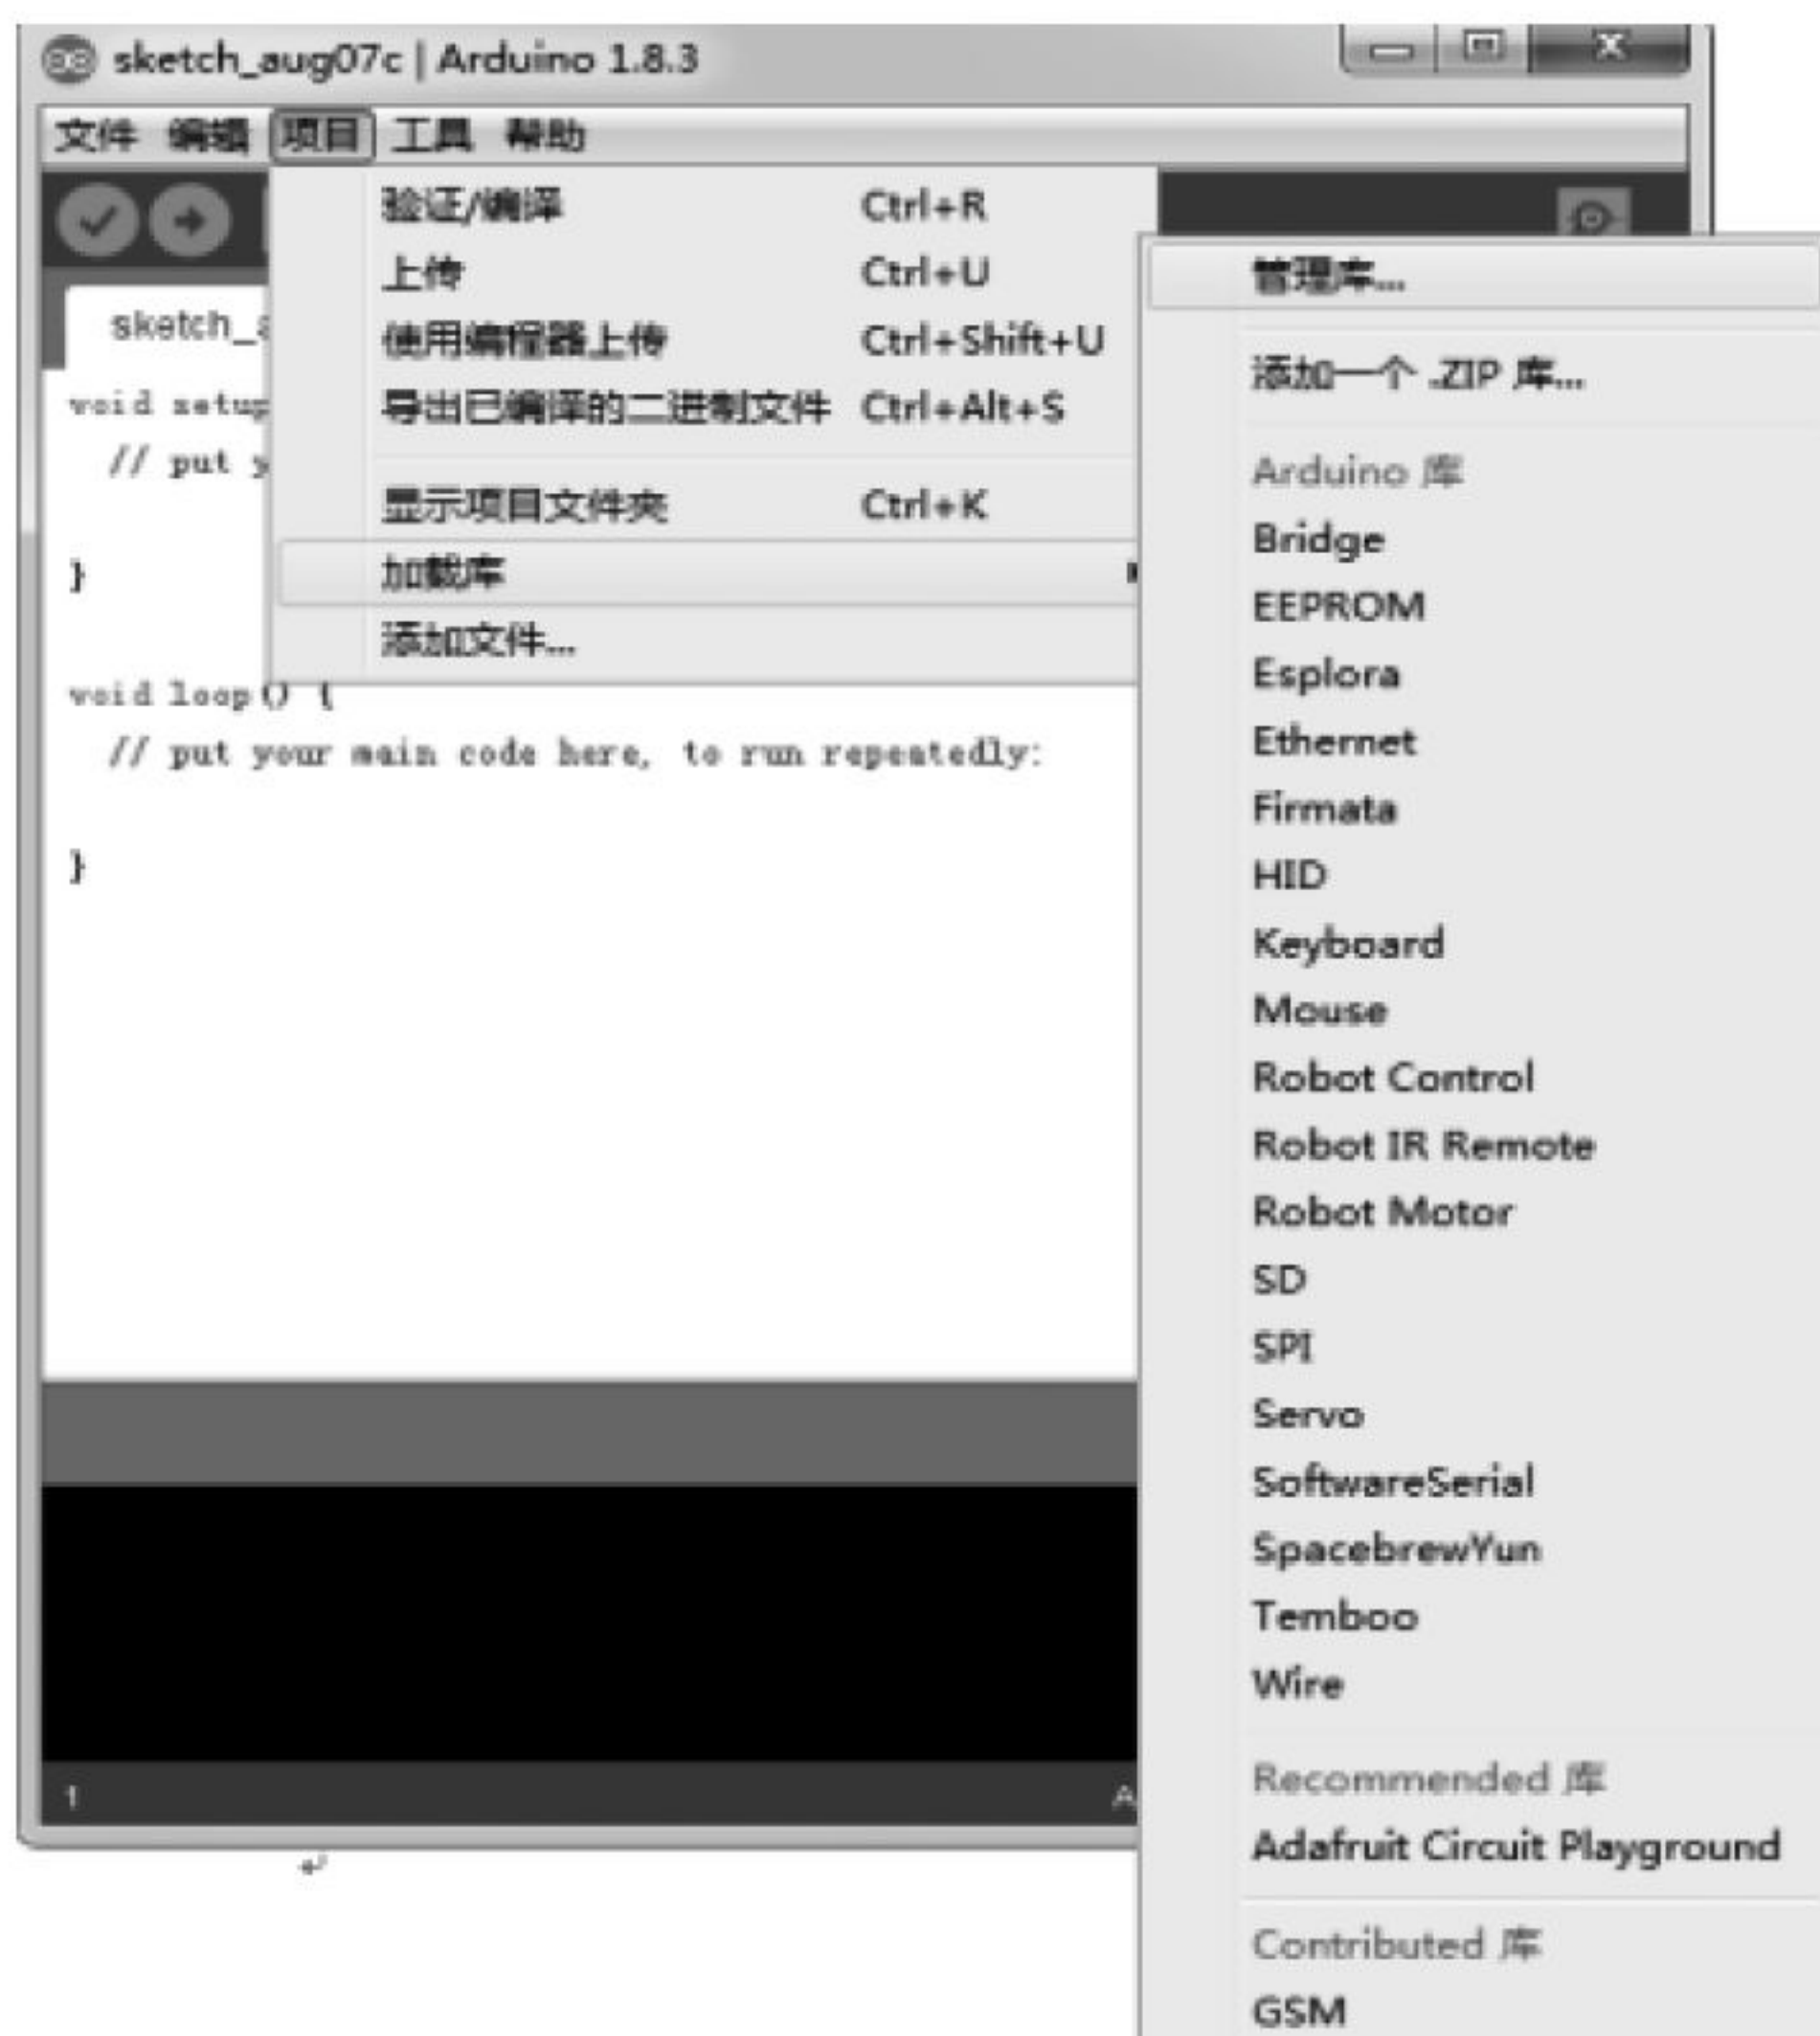 sketch_aug07c | Arduino 1.8.3
文件 编辑 项目 工具 帮助
验证/编译 Ctrl+R
上传 Ctrl+U
使用编程器上传 Ctrl+Shift+U
导出已编译的二进制文件 Ctrl+Alt+S
显示项目文件夹 Ctrl+K
加载库
添加文件...
sketch_a
void setup
// put y
}
void loop() {
// put your main code here, to run repeatedly:
}
1
A
管理库...
添加一个 .ZIP 库...
Arduino 库
Bridge
EEPROM
Esplora
Ethernet
Firmata
HID
Keyboard
Mouse
Robot Control
Robot IR Remote
Robot Motor
SD
SPI
Servo
SoftwareSerial
SpacebrewYun
Temboo
Wire
Recommended 库
Adafruit Circuit Playground
Contributed 库
GSM